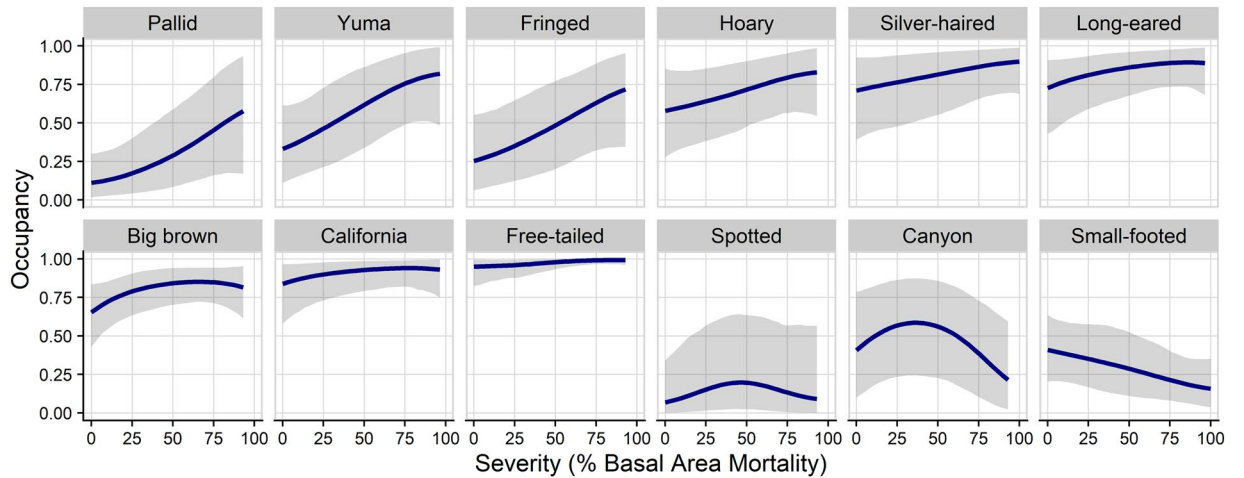 Pallid Yuma Fringed Hoary Silver-haired Long-eared
1.00
0.75
0.50
0.25
0.00
Big brown California Free-tailed Spotted Canyon Small-footed
1.00
0.75
0.50
0.25
0.00
0 25 50 75 100 0 25 50 75 100 0 25 50 75 100 0 25 50 75 100 0 25 50 75 100 0 25 50 75 100
Occupancy
Severity (% Basal Area Mortality)